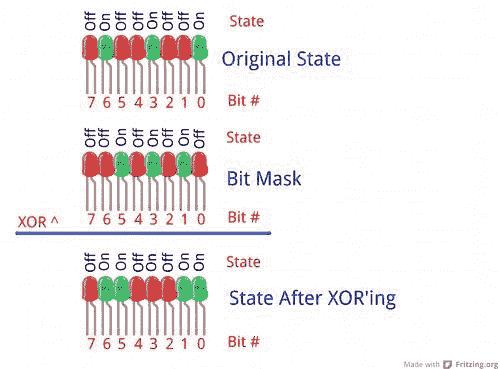 Off On Off Off On Off Off On State
Original State
7 6 5 4 3 2 1 0 Bit #
Off Off On Off On Off On Off State
Bit Mask
7 6 5 4 3 2 1 0 Bit #
XOR ^
Off On On Off Off Off On On State
State After XOR'ing
7 6 5 4 3 2 1 0 Bit #
Made with Fritzing.org